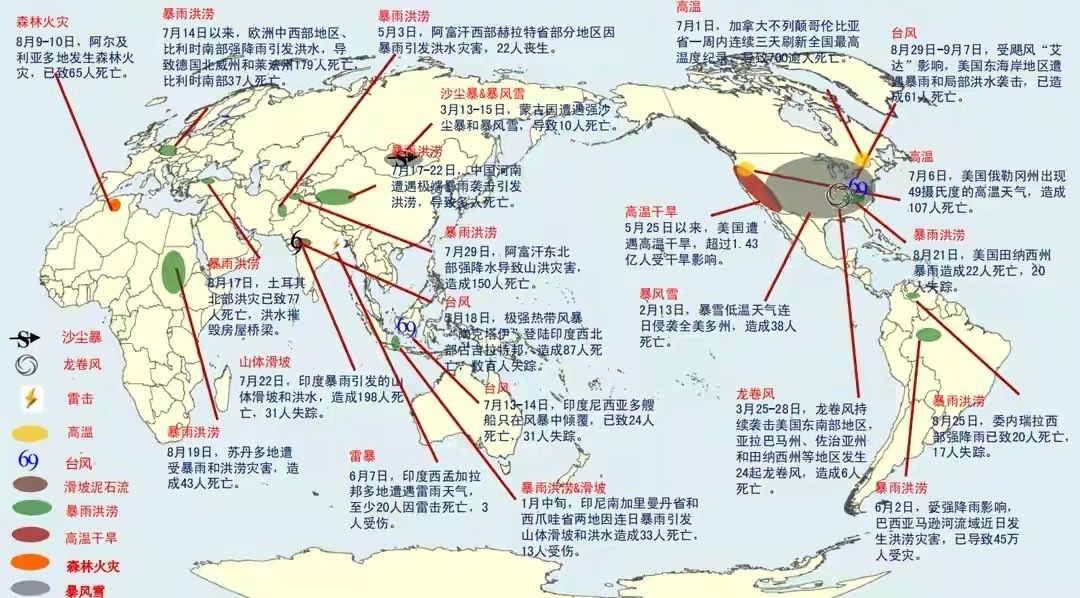 森林火灾
8月9-10日，阿尔及
利亚多地发生森林火
灾，已致65人死亡。
暴雨洪涝
7月14日以来，欧洲中西部地区、
比利时南部强降雨引发洪水，导
致德国北威州和莱法州179人死亡，
比利时南部37人死亡。
暴雨洪涝
5月3日，阿富汗西部赫拉特省部分地区因
暴雨引发洪水灾害，22人丧生。
高温
7月1日，加拿大不列颠哥伦比亚
省一周内连续三天刷新全国最高
温度纪录，导致700逾人死亡。
台风
8月29日-9月7日，受飓风“艾
达”影响，美国东海岸地区遭
遇暴雨和局部洪水袭击，已造
成61人死亡。
沙尘暴&暴风雪
3月13-15日，蒙古国遭遇强沙
尘暴和暴风雪，导致10人死亡。
暴雨洪涝
7月17-22日，中国河南
遭遇极端暴雨袭击引发
洪涝，导致多人死亡。
高温
7月6日，美国俄勒冈州出现
49摄氏度的高温天气，造成
107人死亡。
高温干旱
5月25日以来，美国遭
遇高温干旱，超过1.43
亿人受干旱影响。
暴雨洪涝
7月29日，阿富汗东北
部强降水导致山洪灾害，
造成150人死亡。
暴雨洪涝
8月21日，美国田纳西州
暴雨造成22人死亡，20
人失踪。
暴雨洪涝
8月17日，土耳其
北部洪灾已致77
人死亡，洪水摧
毁房屋桥梁。
暴风雪
2月13日，暴雪低温天气连
日侵袭全美多州，造成38人
死亡。
台风
5月18日，极强热带风暴
“陶克塔伊”登陆印度西北
部古吉拉特邦，造成87人死
亡，数百人失踪。
沙尘暴
龙卷风
雷击
高温
69 台风
滑坡泥石流
暴雨洪涝
高温干旱
森林火灾
暴风雪
山体滑坡
7月22日，印度暴雨引发的山
体滑坡和洪水，造成198人死
亡，31人失踪。
台风
7月13-14日，印度尼西亚多艘
船只在风暴中倾覆，已致24人
死亡，31人失踪。
龙卷风
3月25-28日，龙卷风持
续袭击美国东南部地区，
亚拉巴马州、佐治亚州
和田纳西州等地区发生
24起龙卷风，造成6人
死亡 。
暴雨洪涝
8月25日，委内瑞拉西
部强降雨已致20人死亡，
17人失踪。
暴雨洪涝
8月19日，苏丹多地遭
受暴雨和洪涝灾害，造
成43人死亡。
雷暴
6月7日，印度西孟加拉
邦多地遭遇雷雨天气，
至少20人因雷击死亡，3
人受伤。
暴雨洪涝&滑坡
1月中旬，印尼南加里曼丹省和
西爪哇省两地因连日暴雨引发
山体滑坡和洪水造成33人死亡，
13人受伤。
暴雨洪涝
6月2日，受强降雨影响，
巴西亚马逊河流域近日发
生洪涝灾害，已导致45万
人受灾。